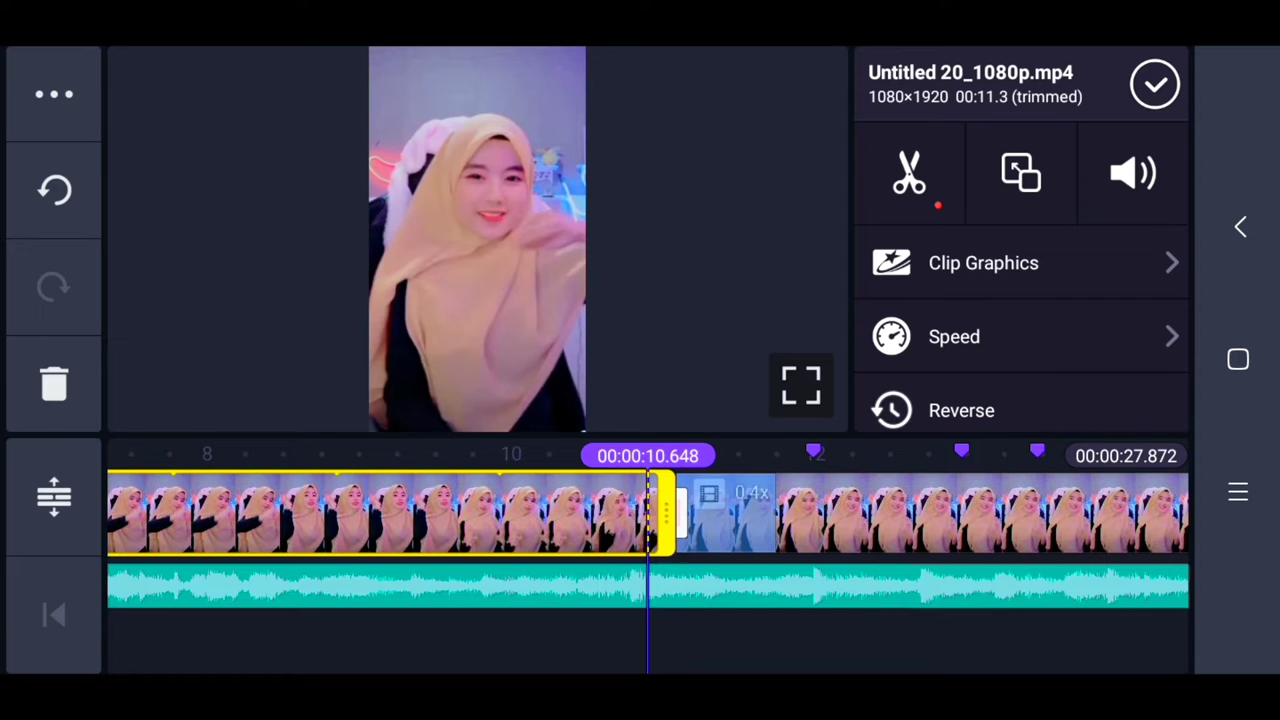 Untitled 20_1080p.mp4
1080×1920 00:11.3 (trimmed)
Clip Graphics
Speed
Reverse
8
10
00:00:10.648
12
00:00:27.872
0.4x